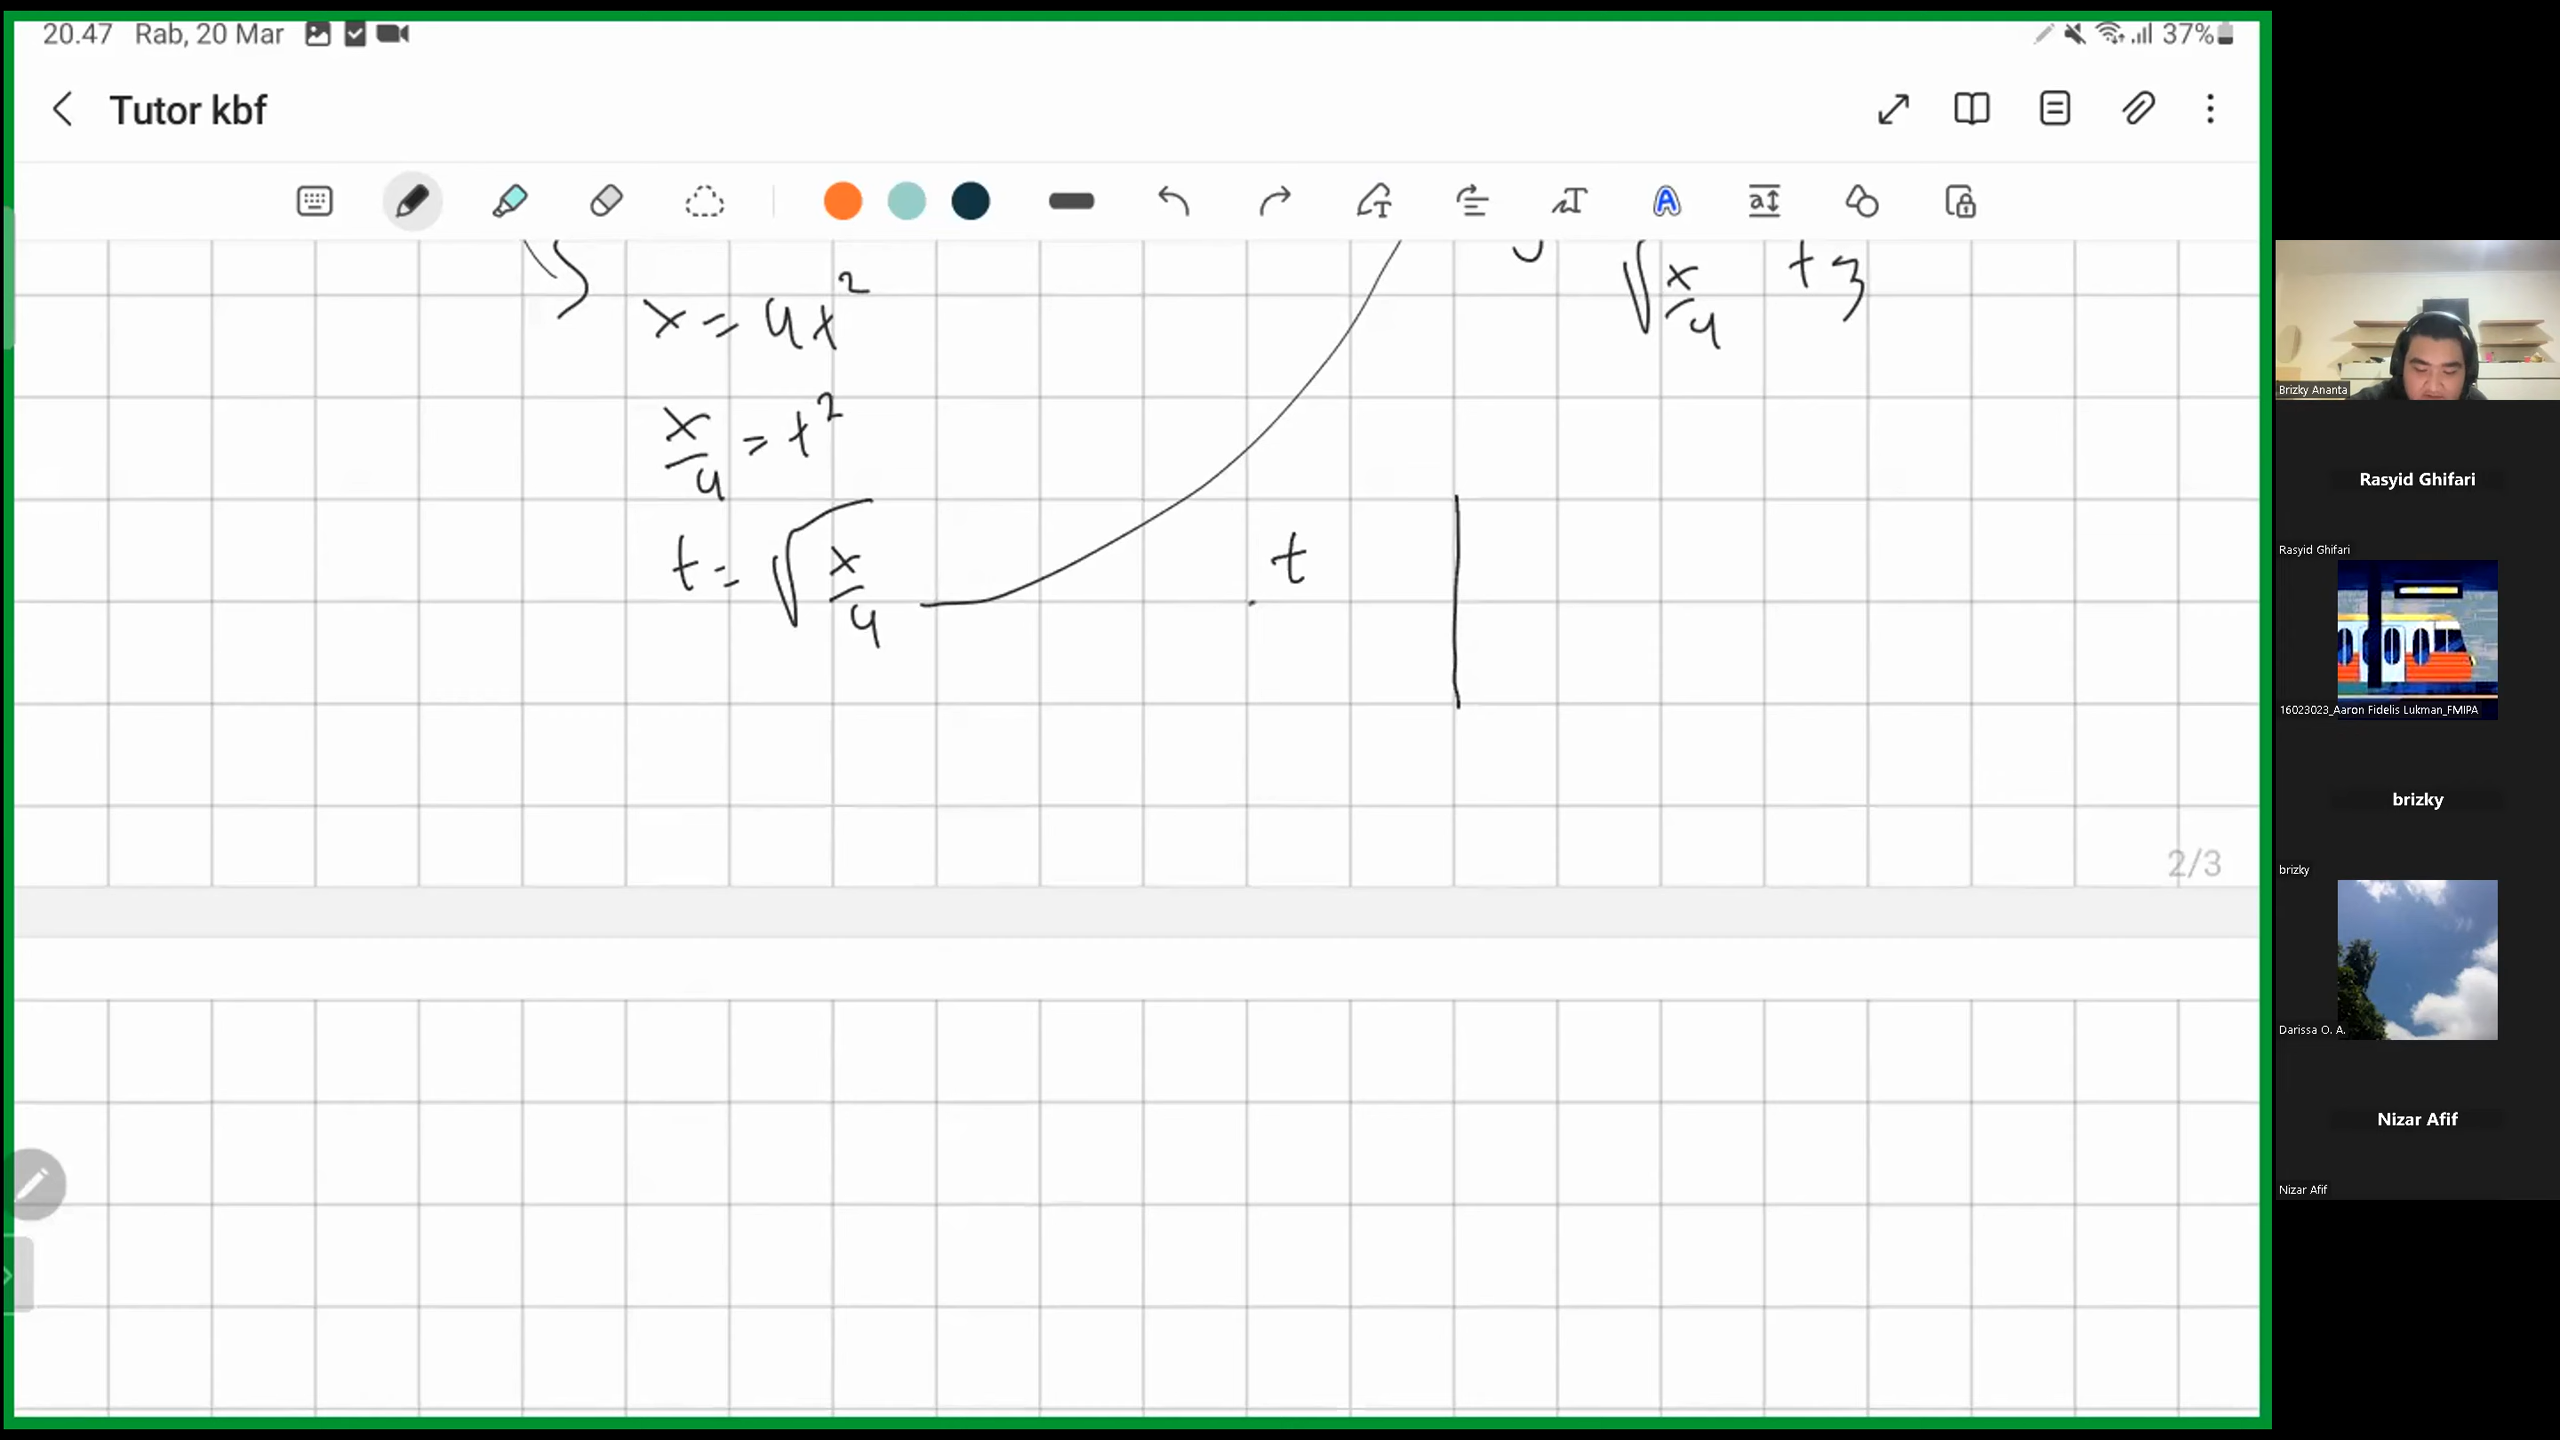 20.47 Rab, 20 Mar
37%
Tutor kbf
x = 4t²
x/4 = t²
t = √x/4
√x/4 + 3
t
2/3
Brizky Ananta
Rasyid Ghifari
Rasyid Ghifari
16023023_Aaron Fidelis Lukman_FMIPA
brizky
brizky
Darissa O. A.
Nizar Afif
Nizar Afif